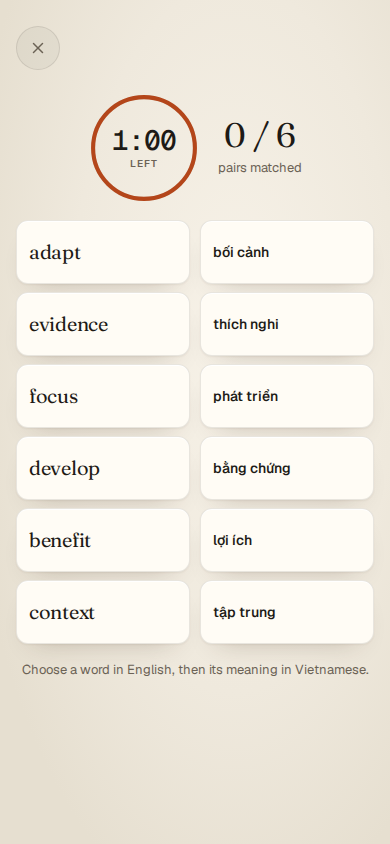 1:00
LEFT
0 / 6
pairs matched
adapt
bối cảnh
evidence
thích nghi
focus
phát triển
develop
bằng chứng
benefit
lợi ích
context
tập trung
Choose a word in English, then its meaning in Vietnamese.